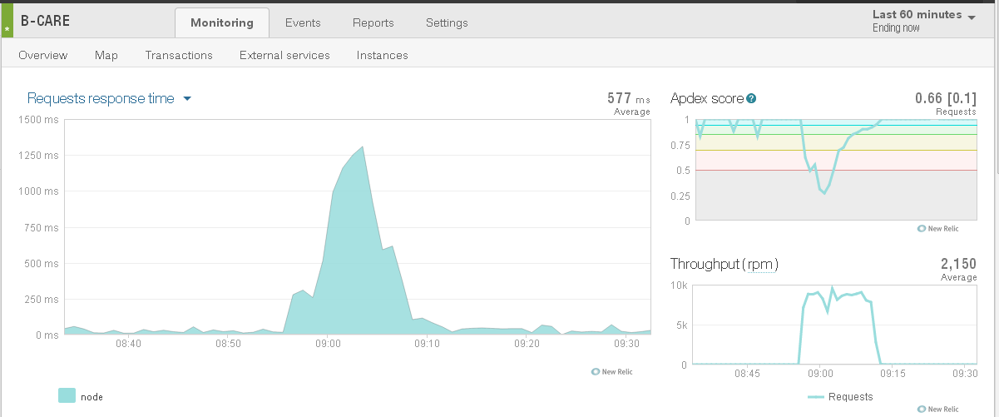 * B-CARE Monitoring Events Reports Settings Last 60 minutes
Ending now
Overview Map Transactions External services Instances
Requests response time 577 ms
Average
1500 ms
1250 ms
1000 ms
750 ms
500 ms
250 ms
0 ms
08:40 08:50 09:00 09:10 09:20 09:30
New Relic
node
Apdex score ? 0.66 [0.1]
Requests
1
0.75
0.5
0.25
0
New Relic
Throughput (rpm) 2,150
Average
10k
5k
0
08:45 09:00 09:15 09:30
Requests
New Relic